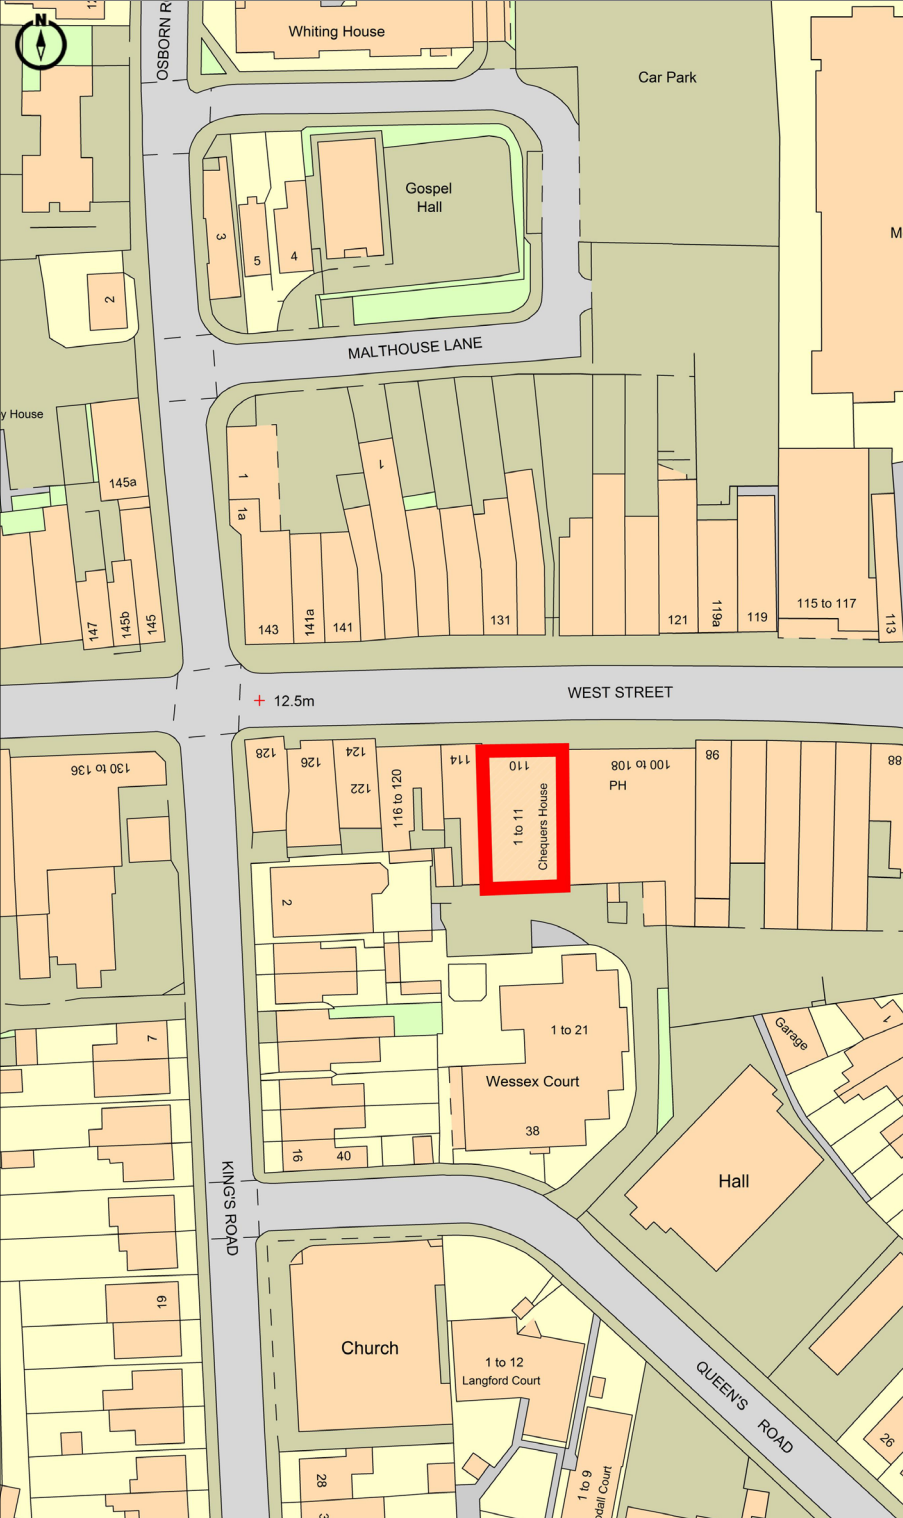 12
N
OSBORN R
Whiting House
Car Park
Gospel
Hall
3
5
4
M
2
MALTHOUSE LANE
y House
145a
1
1
1a
147
145b
145
143
141a
141
131
121
119a
119
115 to 117
113
WEST STREET
12.5m
130 to 136
128
126
124
122
116 to 120
114
110
1 to 11
Chequers House
100 to 108
PH
98
88
2
1 to 21
Wessex Court
38
Garage
1
7
16
40
Hall
KING'S ROAD
19
Church
1 to 12
Langford Court
QUEEN'S ROAD
26
28
1 to 9
dall Court